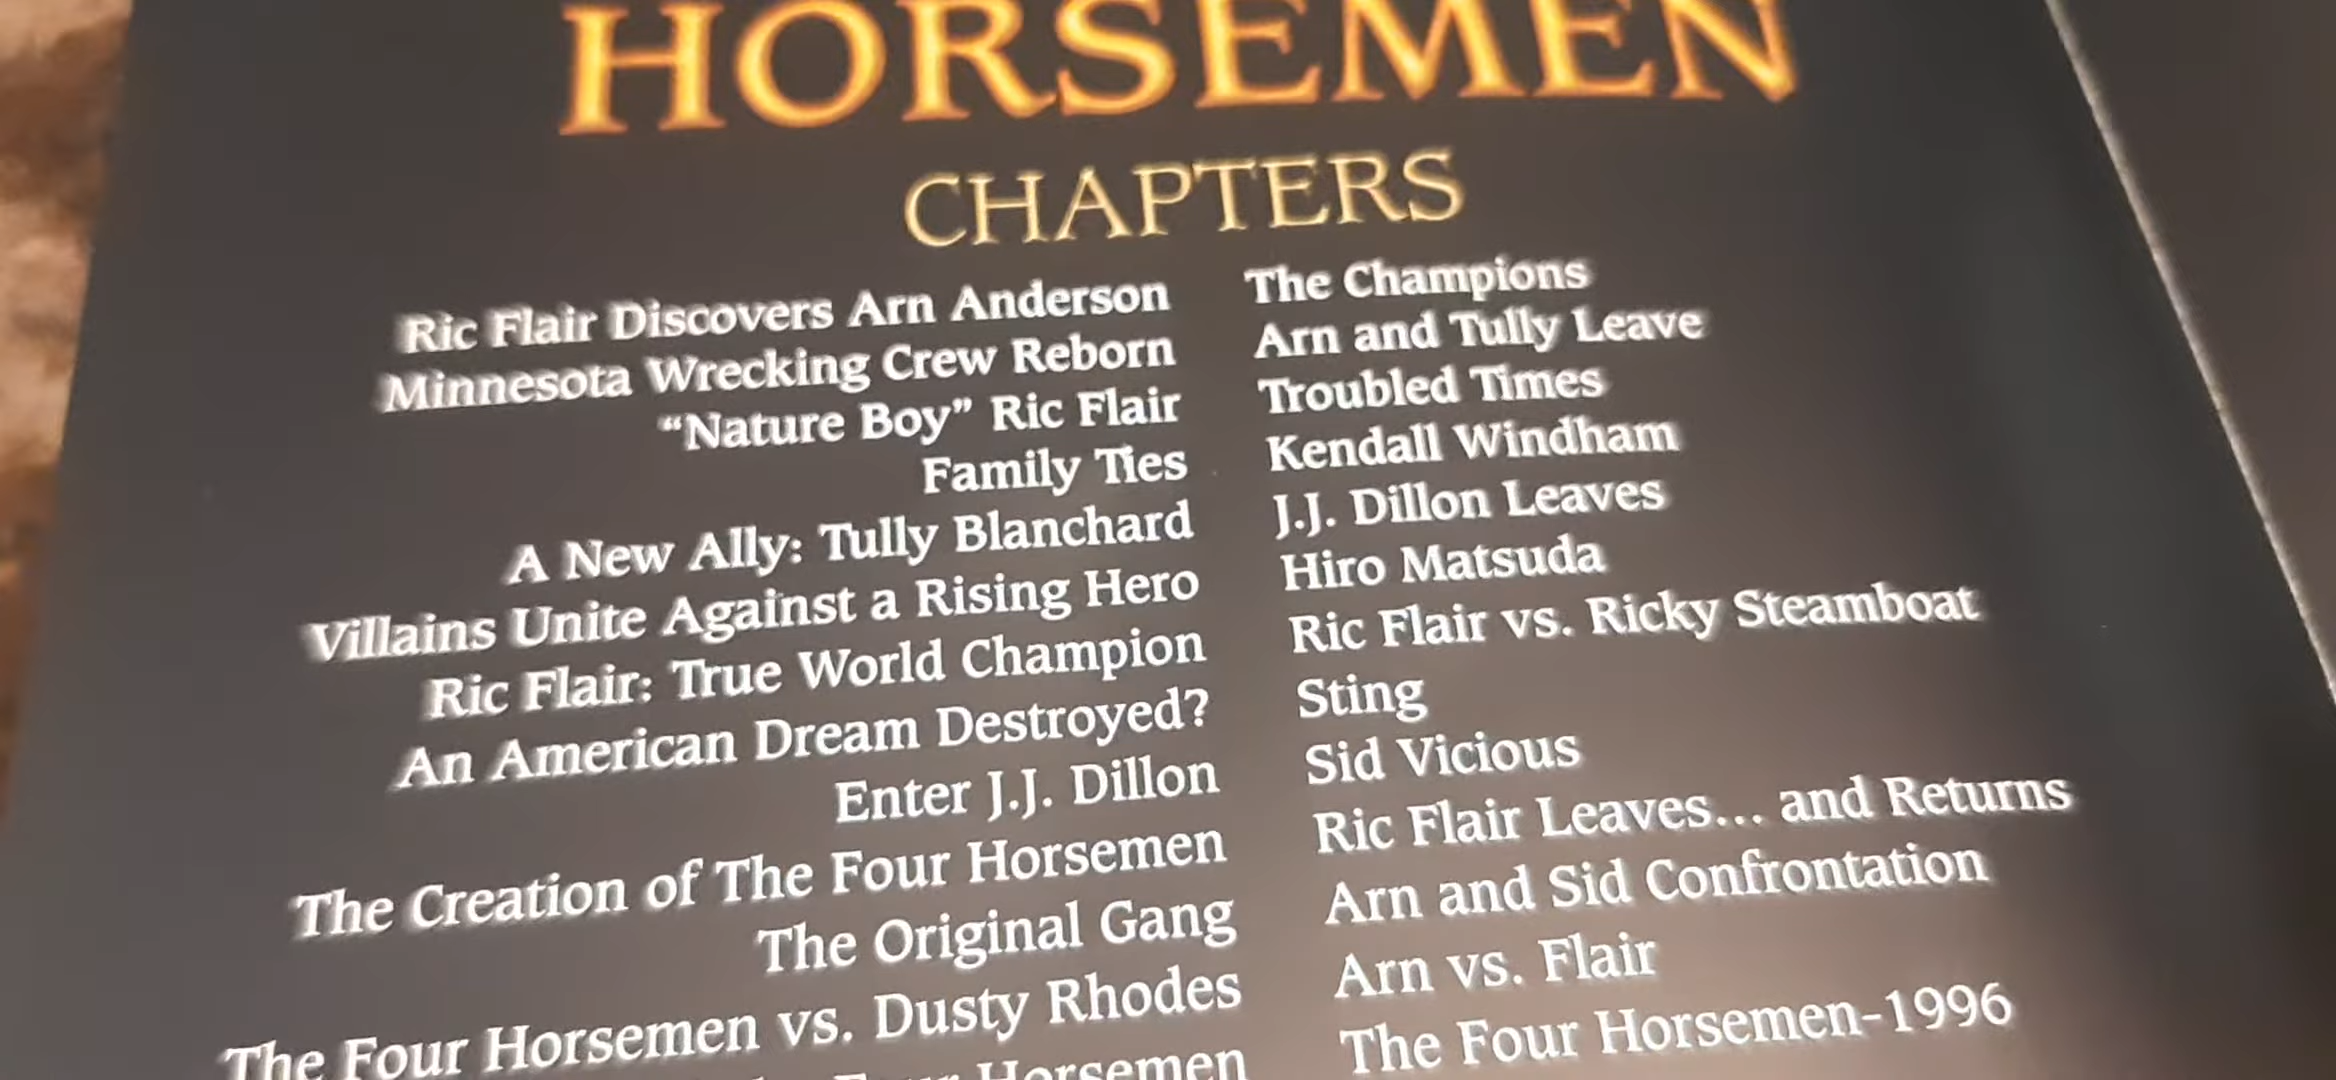 HORSEMEN
CHAPTERS
Ric Flair Discovers Arn Anderson
Minnesota Wrecking Crew Reborn
“Nature Boy” Ric Flair
Family Ties
A New Ally: Tully Blanchard
Villains Unite Against a Rising Hero
Ric Flair: True World Champion
An American Dream Destroyed?
Enter J.J. Dillon
The Creation of The Four Horsemen
The Original Gang
The Four Horsemen vs. Dusty Rhodes
Four Horsemen
The Champions
Arn and Tully Leave
Troubled Times
Kendall Windham
J.J. Dillon Leaves
Hiro Matsuda
Ric Flair vs. Ricky Steamboat
Sting
Sid Vicious
Ric Flair Leaves... and Returns
Arn and Sid Confrontation
Arn vs. Flair
The Four Horsemen-1996